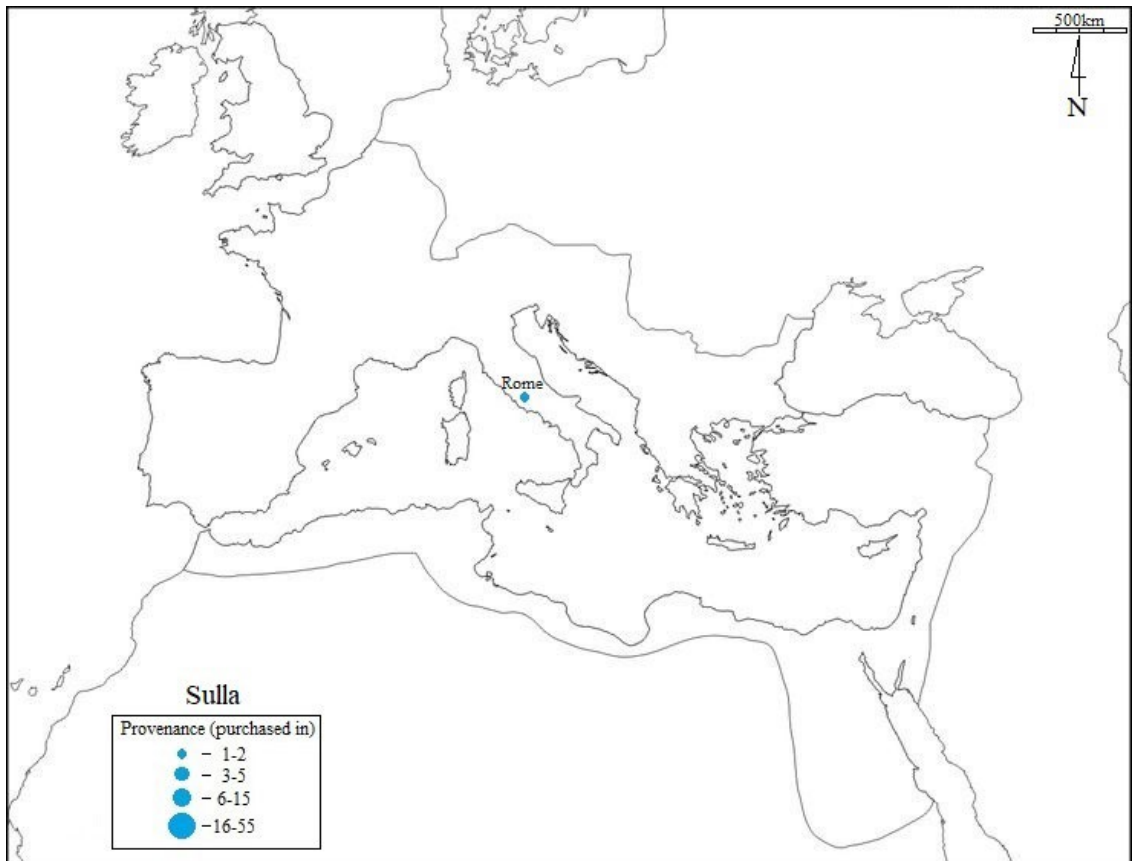 500km
N
Rome
Sulla
Provenance (purchased in)
– 1-2
– 3-5
– 6-15
–16-55